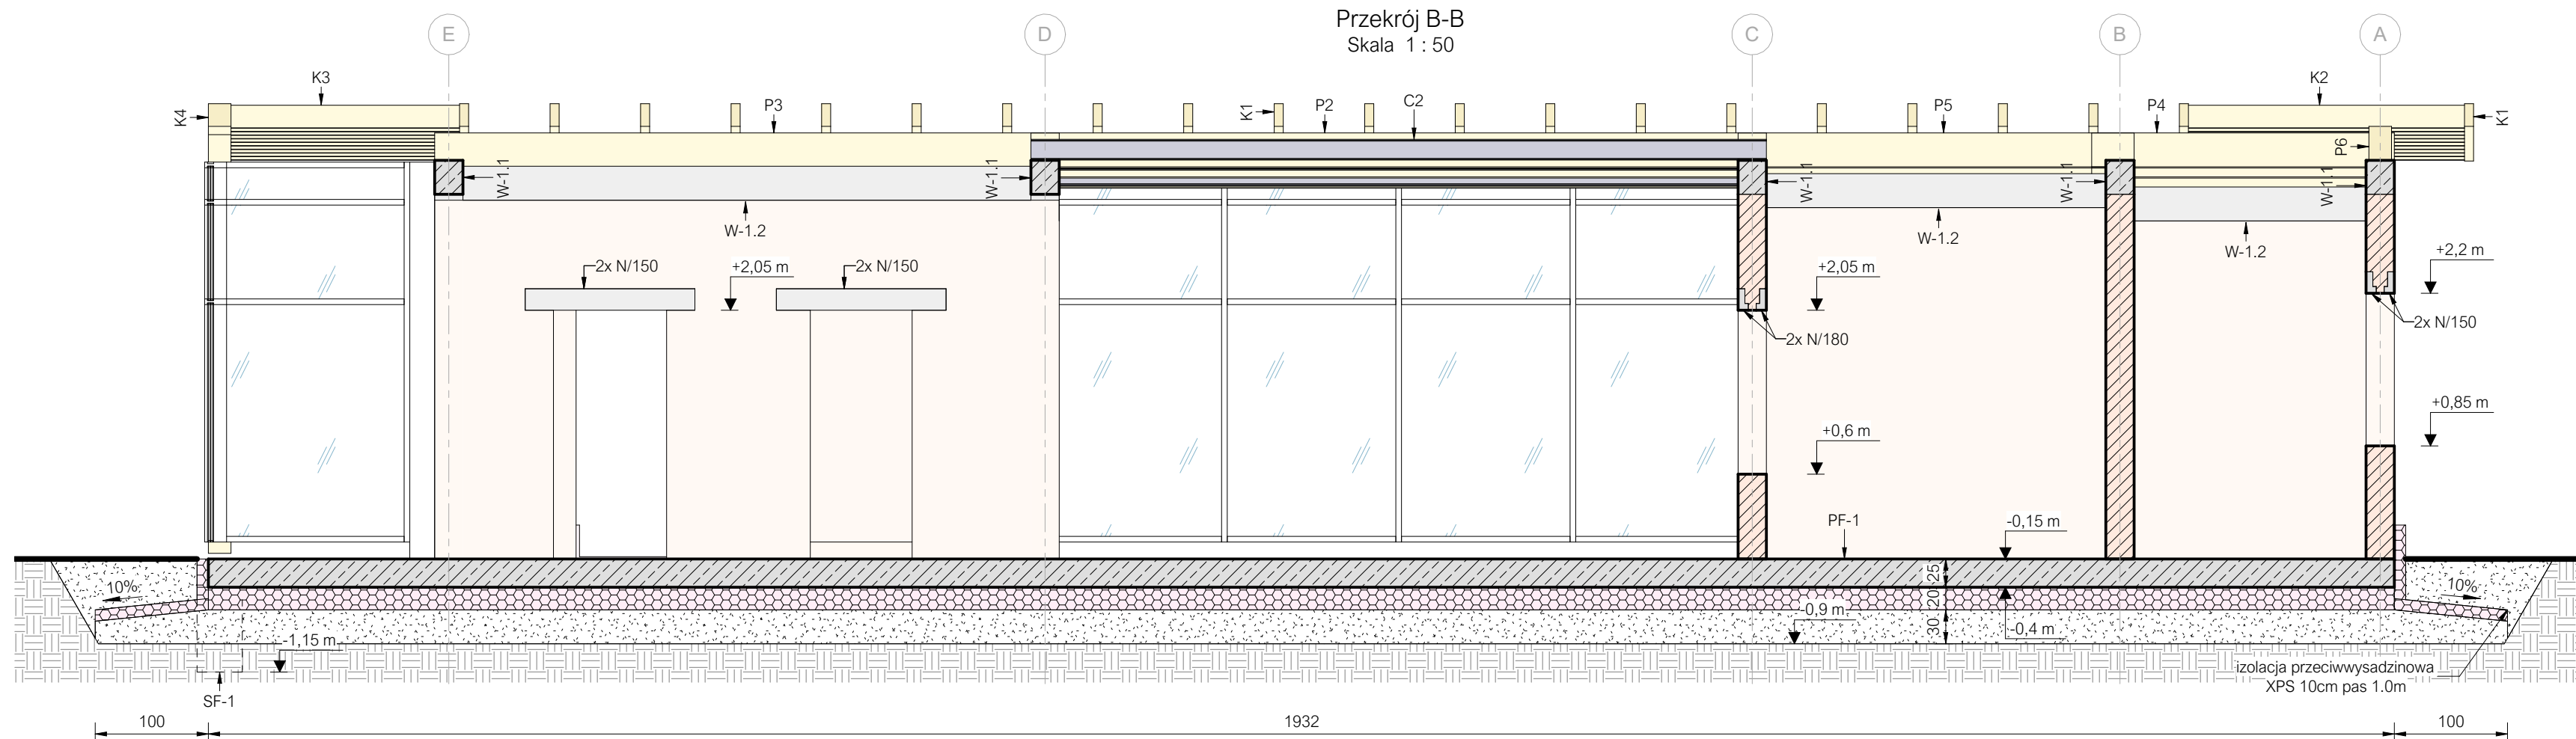 Przekrój B-B
Skala 1 : 50
E
D
C
B
A
K3
K4
P3
K1
P2
C2
P5
P4
K2
K1
P6
W-1.1
W-1.1
W-1.1
W-1.1
W-1.1
W-1.2
W-1.2
W-1.2
2x N/150
+2,05 m
2x N/150
+2,05 m
+2,2 m
2x N/180
2x N/150
+0,6 m
+0,85 m
PF-1
-0,15 m
10%
25
20
30
-0,9 m
-0,4 m
10%
-1,15 m
SF-1
izolacja przeciwwysadzinowa
XPS 10cm pas 1.0m
100
1932
100